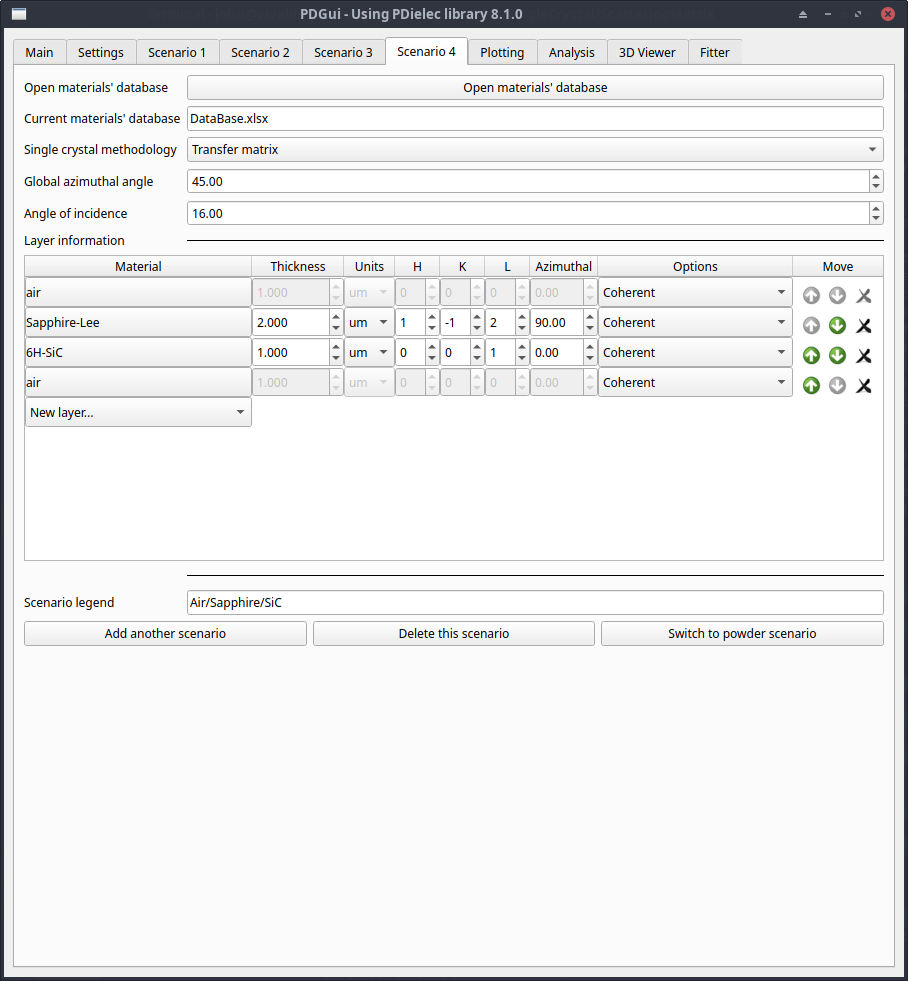 PDGui - Using PDielec library 8.1.0
Main Settings Scenario 1 Scenario 2 Scenario 3 Scenario 4 Plotting Analysis 3D Viewer Fitter
Open materials' database Open materials' database
Current materials' database DataBase.xlsx
Single crystal methodology Transfer matrix
Global azimuthal angle 45.00
Angle of incidence 16.00
Layer information
Material Thickness Units H K L Azimuthal Options Move
air 1.000 um 0 0 0 0.00 Coherent
Sapphire-Lee 2.000 um 1 -1 2 90.00 Coherent
6H-SiC 1.000 um 0 0 1 0.00 Coherent
air 1.000 um 0 0 0 0.00 Coherent
New layer...
Scenario legend Air/Sapphire/SiC
Add another scenario Delete this scenario Switch to powder scenario